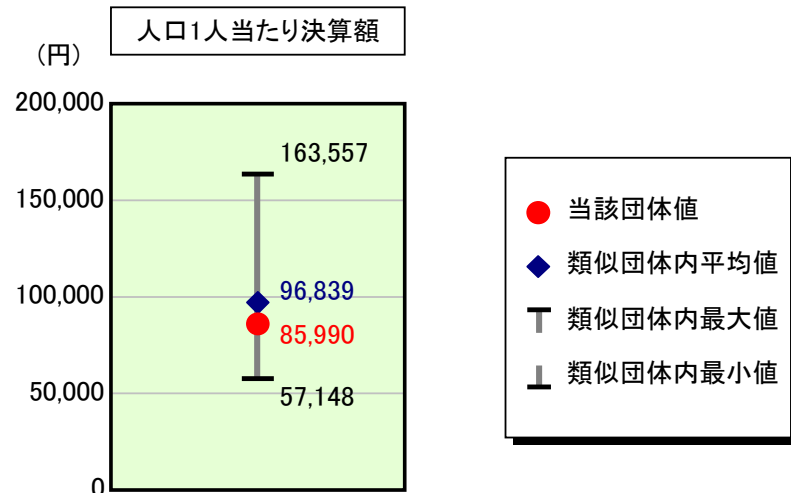 人口1人当たり決算額
(円)
200,000
163,557
150,000
100,000
96,839
85,990
57,148
50,000
0
当該団体値
類似団体内平均値
類似団体内最大値
類似団体内最小値